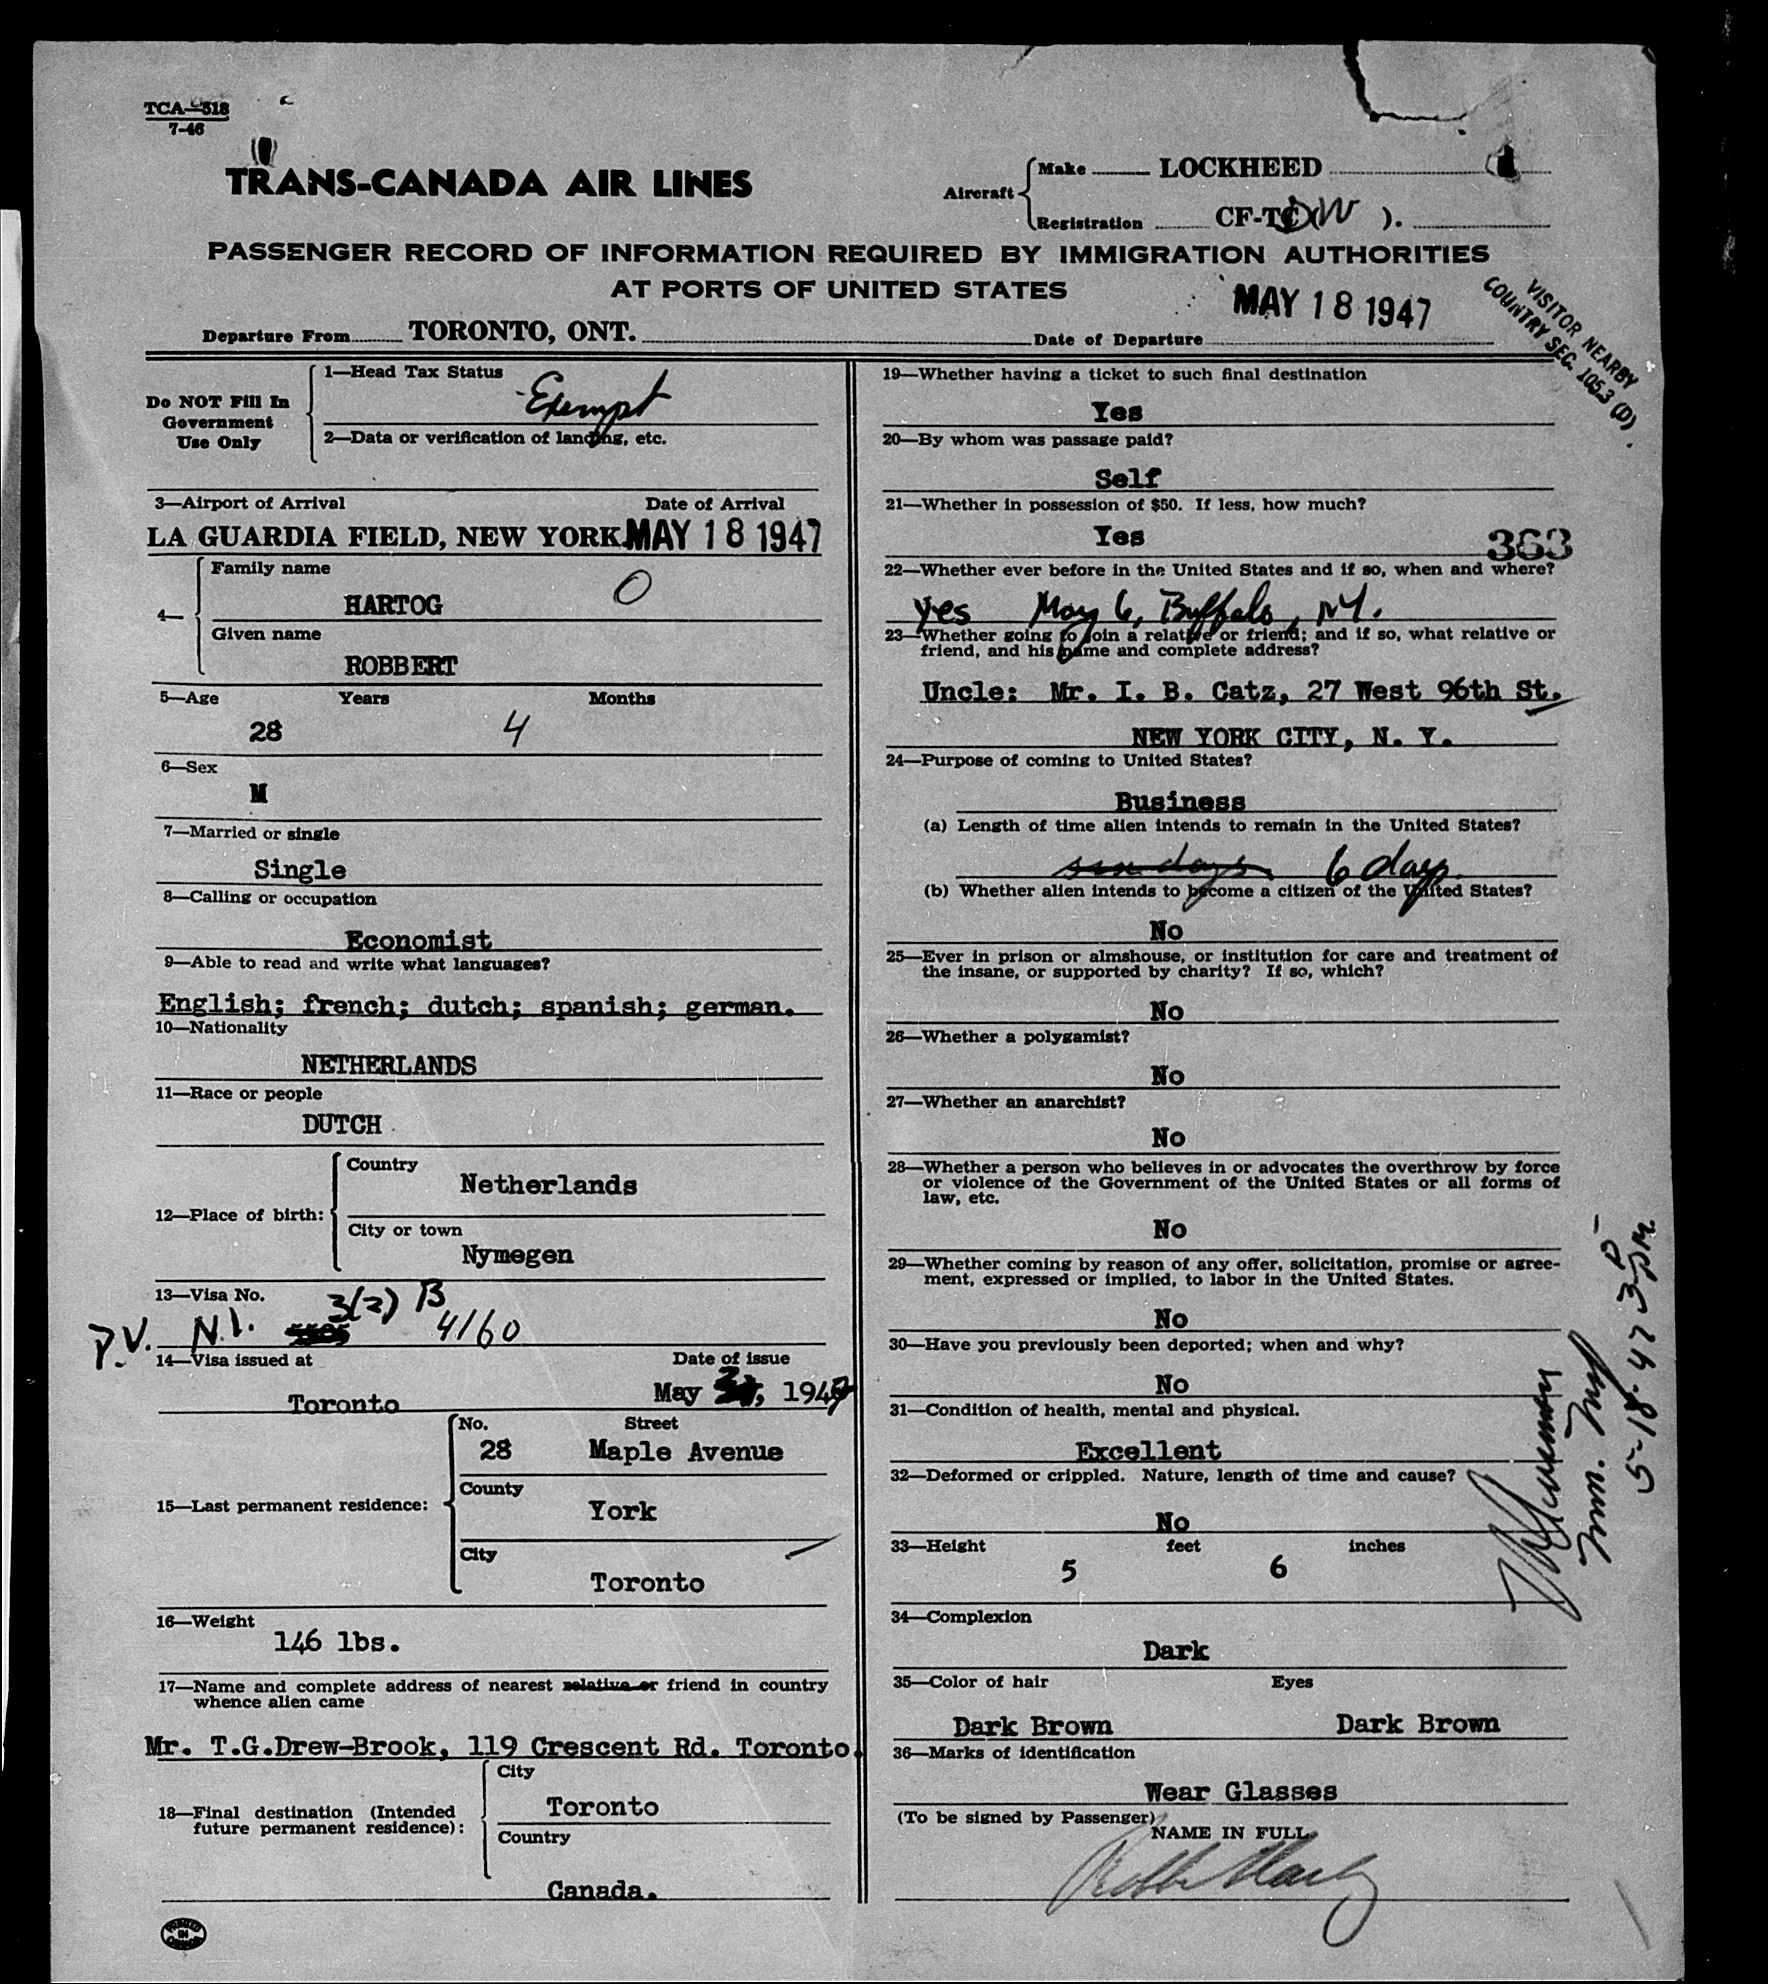 TCA—518
7-46
TRANS-CANADA AIR LINES
Aircraft
Make LOCKHEED
Registration CF-TC( W ).
PASSENGER RECORD OF INFORMATION REQUIRED BY IMMIGRATION AUTHORITIES
AT PORTS OF UNITED STATES
MAY 18 1947
VISITOR NEARBY
COUNTRY SEC. 105.3 (D)
Departure From TORONTO, ONT. Date of Departure
Do NOT Fill In
Government
Use Only
1—Head Tax Status
Exempt
2—Data or verification of landing, etc.
3—Airport of Arrival Date of Arrival
LA GUARDIA FIELD, NEW YORK. MAY 18 1947
4—
Family name
HARTOG O
Given name
ROBBERT
5—Age Years Months
28 4
6—Sex
M
7—Married or single
Single
8—Calling or occupation
Economist
9—Able to read and write what languages?
English; french; dutch; spanish; german.
10—Nationality
NETHERLANDS
11—Race or people
DUTCH
12—Place of birth:
Country
Netherlands
City or town
Nymegen
13—Visa No. 3(2) B
P.V. N.I. 4160
14—Visa issued at Date of issue
Toronto May 1947
15—Last permanent residence:
No. Street
28 Maple Avenue
County
York
City
Toronto
16—Weight
146 lbs.
17—Name and complete address of nearest relative or friend in country
whence alien came
Mr. T.G.Drew-Brook, 119 Crescent Rd. Toronto.
18—Final destination (Intended
future permanent residence):
City
Toronto
Country
Canada.
19—Whether having a ticket to such final destination
Yes
20—By whom was passage paid?
Self
21—Whether in possession of $50. If less, how much?
Yes 363
22—Whether ever before in the United States and if so, when and where?
Yes May 6, Buffalo, N.Y.
23—Whether going to join a relative or friend; and if so, what relative or
friend, and his name and complete address?
Uncle: Mr. I. B. Catz, 27 West 96th St.
NEW YORK CITY, N. Y.
24—Purpose of coming to United States?
Business
(a) Length of time alien intends to remain in the United States?
six days 6 days.
(b) Whether alien intends to become a citizen of the United States?
No
25—Ever in prison or almshouse, or institution for care and treatment of
the insane, or supported by charity? If so, which?
No
26—Whether a polygamist?
No
27—Whether an anarchist?
No
28—Whether a person who believes in or advocates the overthrow by force
or violence of the Government of the United States or all forms of
law, etc.
No
29—Whether coming by reason of any offer, solicitation, promise or agree-
ment, expressed or implied, to labor in the United States.
No
30—Have you previously been deported; when and why?
No
31—Condition of health, mental and physical.
Excellent
32—Deformed or crippled. Nature, length of time and cause?
No
33—Height feet inches
5 6
34—Complexion
Dark
35—Color of hair Eyes
Dark Brown Dark Brown
36—Marks of identification
Wear Glasses
(To be signed by Passenger)
NAME IN FULL
Imm. Insp
5-18-47 3 PM.